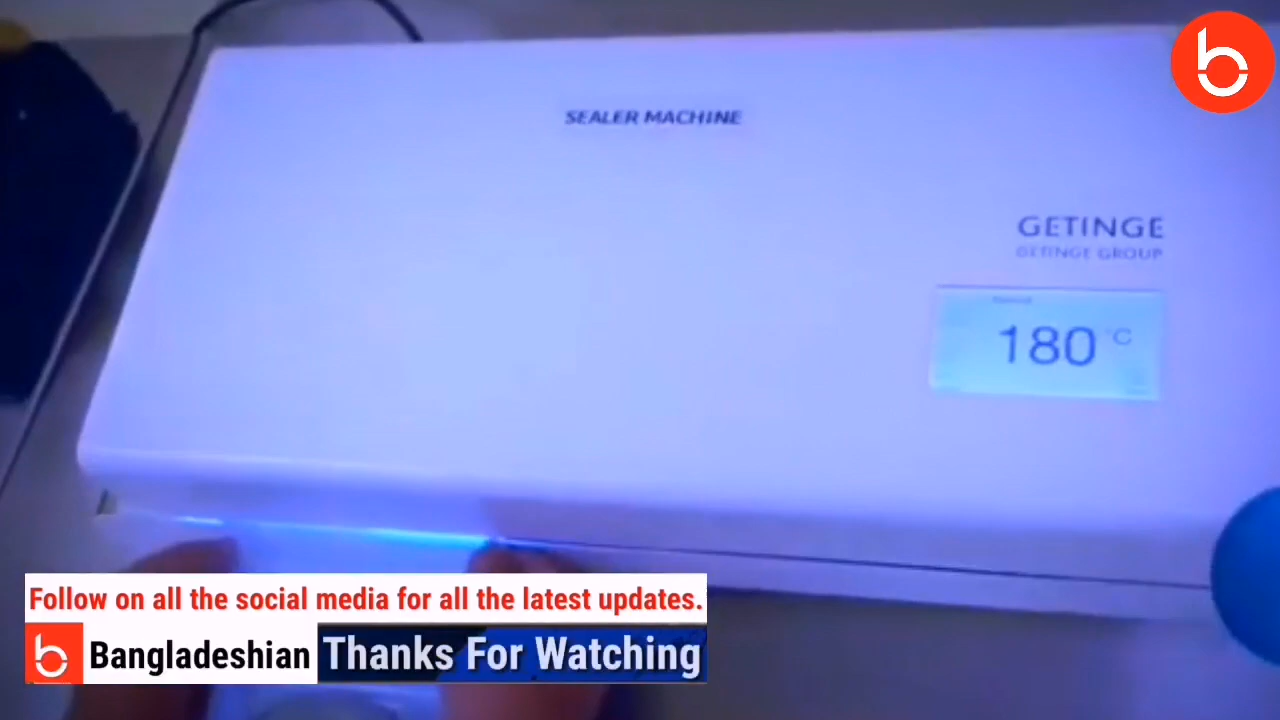 SEALER MACHINE
GETINGE
GETINGE GROUP
180 °C
Follow on all the social media for all the latest updates.
Bangladeshian Thanks For Watching